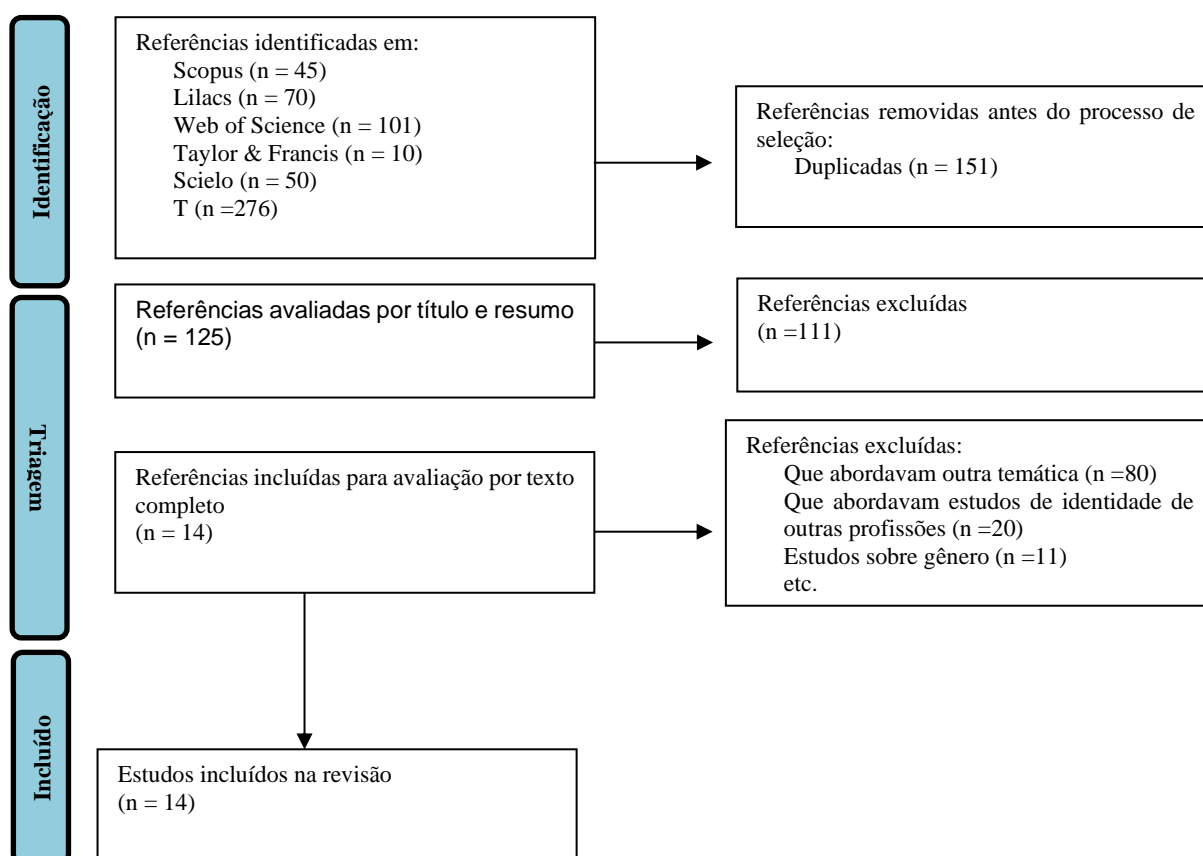 Identificação
Referências identificadas em:
Scopus (n = 45)
Lilacs (n = 70)
Web of Science (n = 101)
Taylor & Francis (n = 10)
Scielo (n = 50)
T (n =276)
Referências removidas antes do processo de
seleção:
Duplicadas (n = 151)
Triagem
Referências avaliadas por título e resumo
(n = 125)
Referências excluídas
(n =111)
Referências incluídas para avaliação por texto
completo
(n = 14)
Referências excluídas:
Que abordavam outra temática (n =80)
Que abordavam estudos de identidade de
outras profissões (n =20)
Estudos sobre gênero (n =11)
etc.
Incluído
Estudos incluídos na revisão
(n = 14)